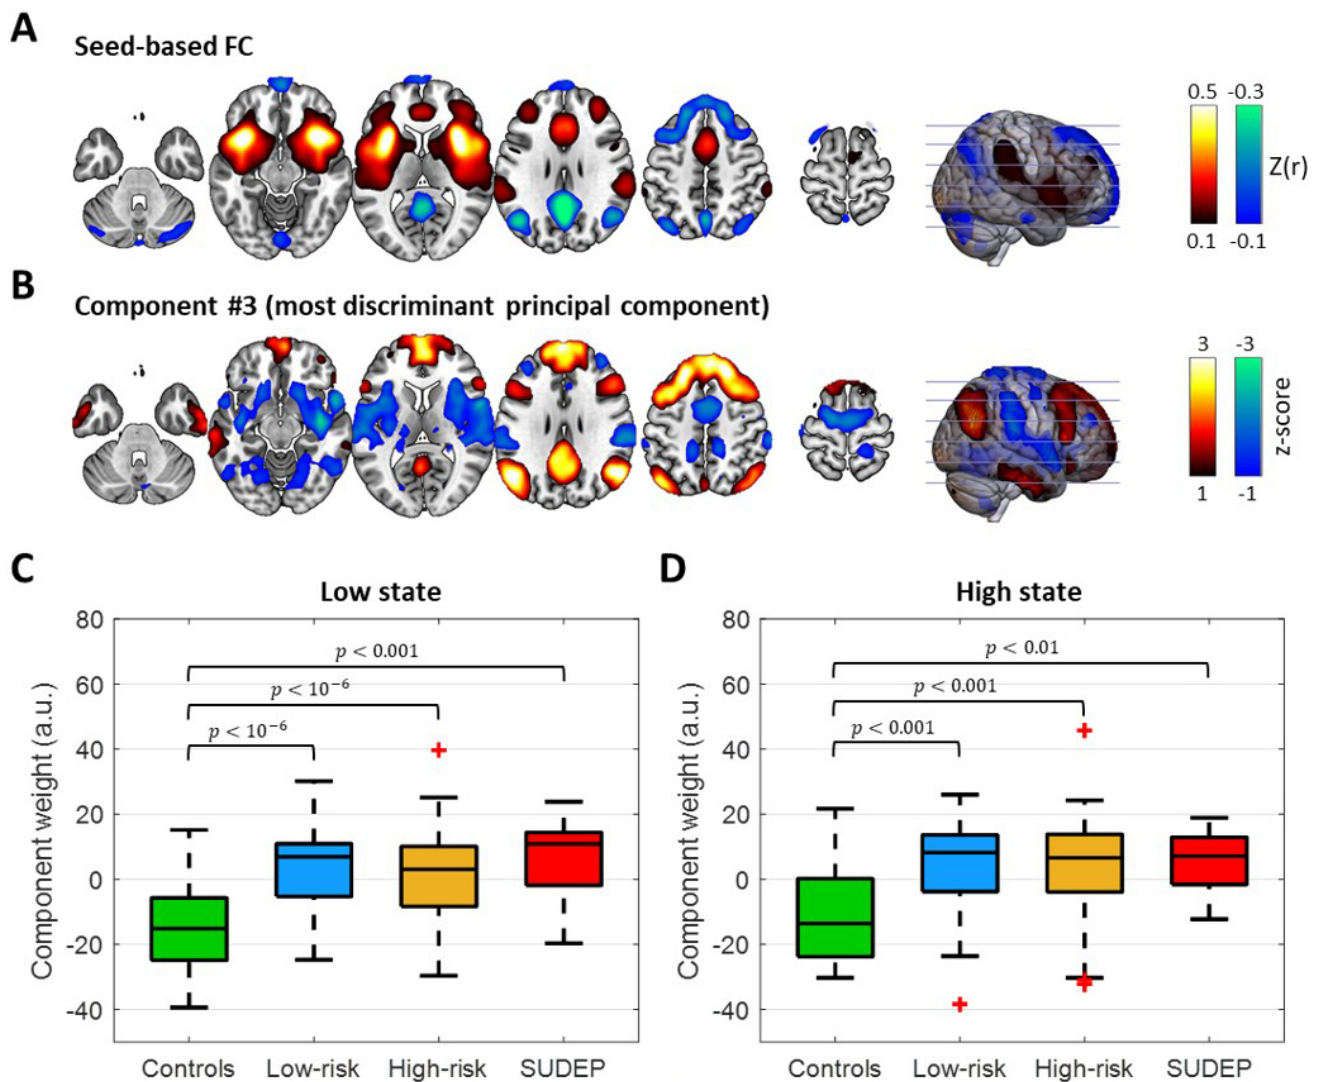 A
Seed-based FC
0.5 -0.3
Z(r)
0.1 -0.1
B
Component #3 (most discriminant principal component)
3 -3
z-score
1 -1
C
Low state
80
60
40
20
0
-20
-40
Component weight (a.u.)
p < 0.001
p < 10⁻⁶
p < 10⁻⁶
Controls Low-risk High-risk SUDEP
D
High state
80
60
40
20
0
-20
-40
Component weight (a.u.)
p < 0.01
p < 0.001
p < 0.001
Controls Low-risk High-risk SUDEP